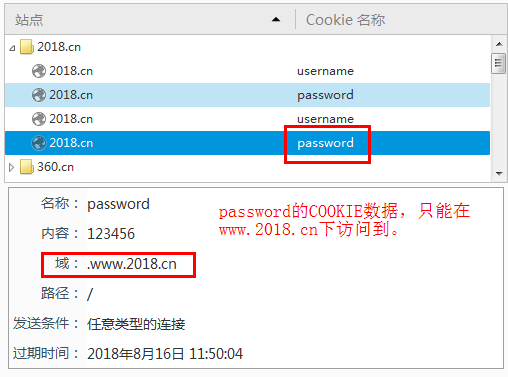 站点 Cookie 名称
2018.cn
2018.cn username
2018.cn password
2018.cn username
2018.cn password
360.cn
名称： password
内容： 123456
域： .www.2018.cn
路径： /
发送条件： 任意类型的连接
过期时间： 2018年8月16日 11:50:04
password的COOKIE数据，只能在
www.2018.cn下访问到。